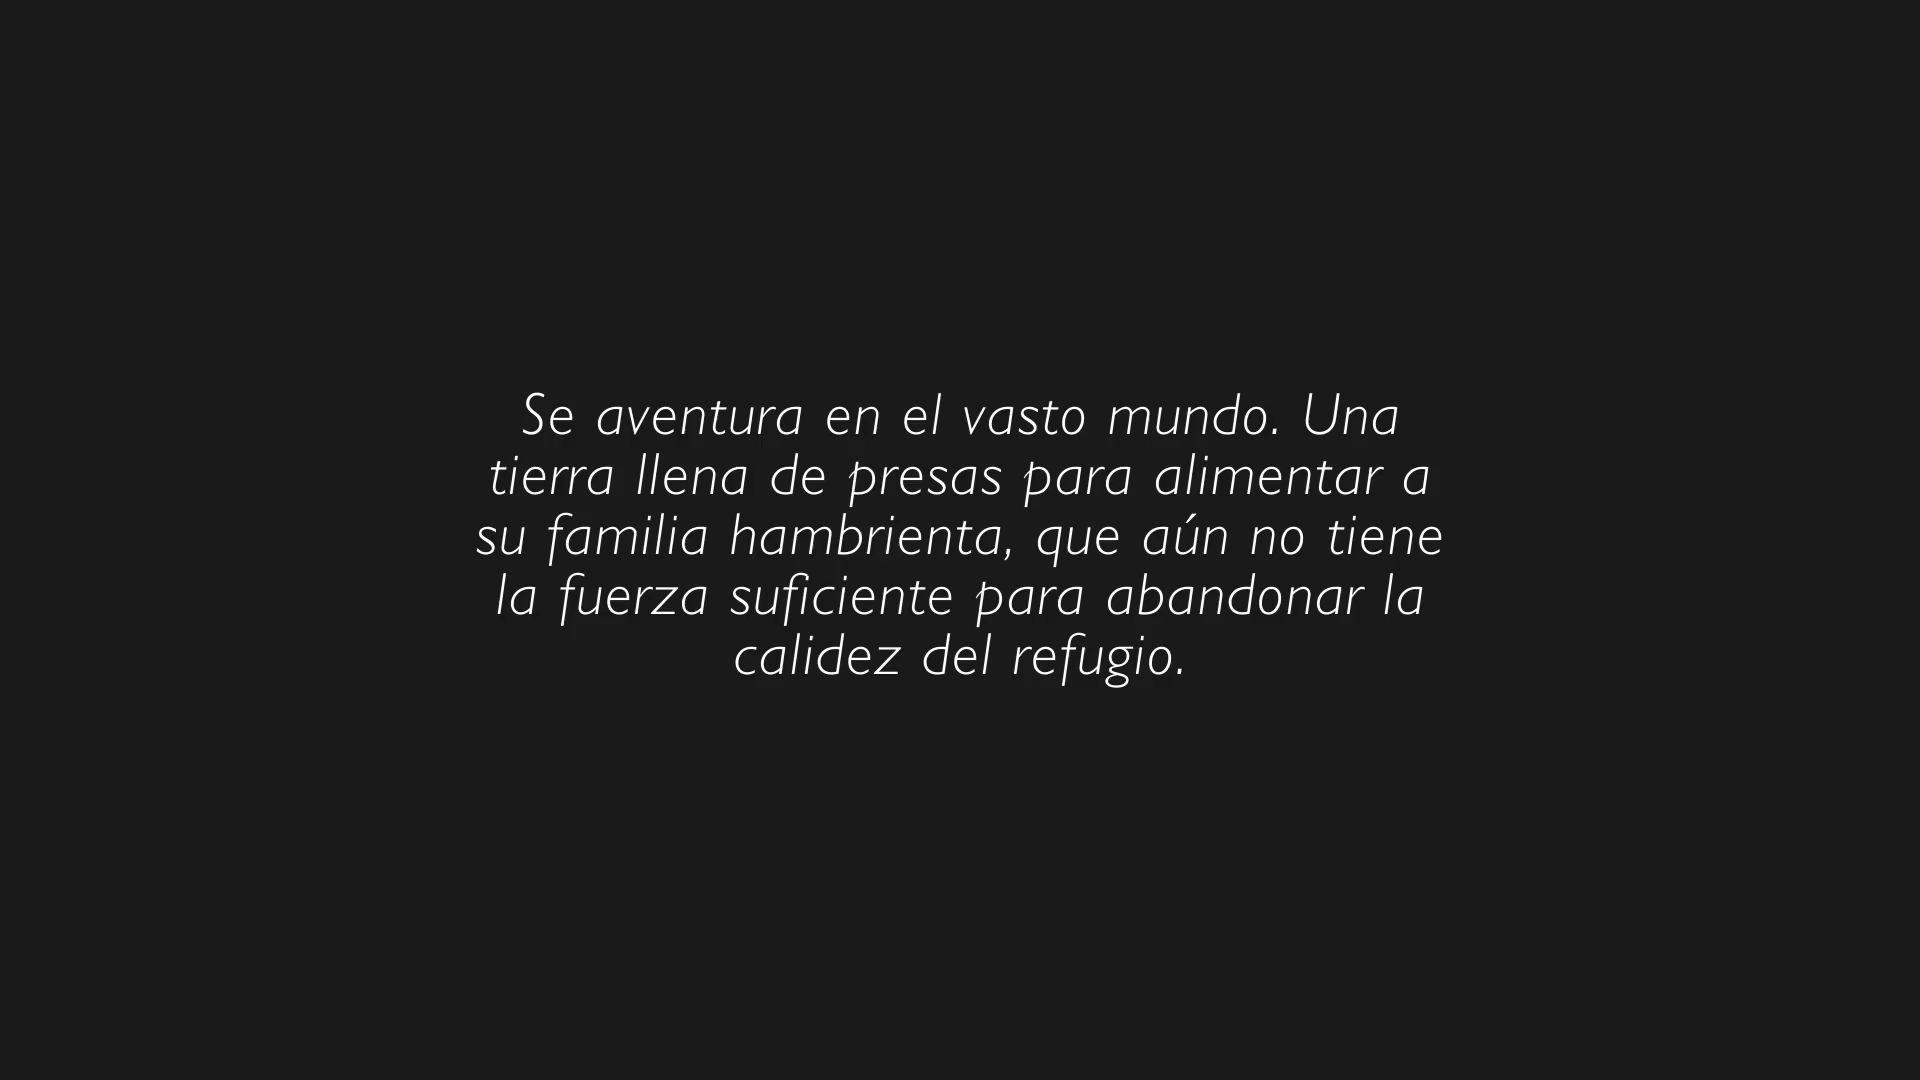 Se aventura en el vasto mundo. Una
tierra llena de presas para alimentar a
su familia hambrienta, que aún no tiene
la fuerza suficiente para abandonar la
calidez del refugio.